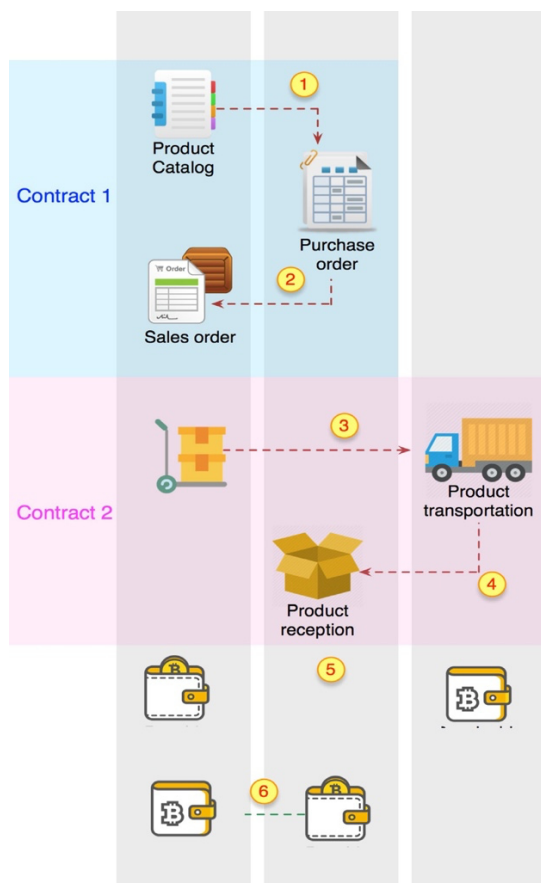 1
Product
Catalog
Contract 1
Purchase
order
2
Order
Sales order
3
Product
transportation
Contract 2
4
Product
reception
5
6